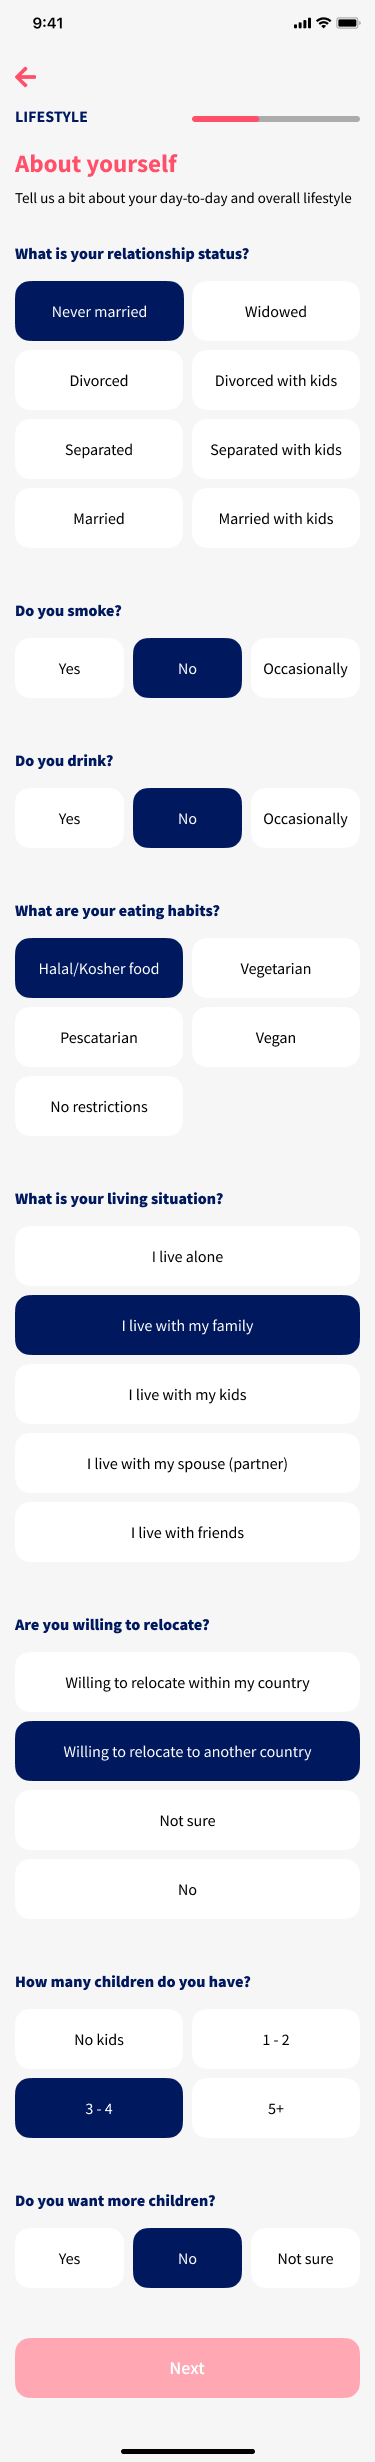 9:41
LIFESTYLE
About yourself
Tell us a bit about your day-to-day and overall lifestyle
What is your relationship status?
Never married
Widowed
Divorced
Divorced with kids
Separated
Separated with kids
Married
Married with kids
Do you smoke?
Yes
No
Occasionally
Do you drink?
Yes
No
Occasionally
What are your eating habits?
Halal/Kosher food
Vegetarian
Pescatarian
Vegan
No restrictions
What is your living situation?
I live alone
I live with my family
I live with my kids
I live with my spouse (partner)
I live with friends
Are you willing to relocate?
Willing to relocate within my country
Willing to relocate to another country
Not sure
No
How many children do you have?
No kids
1 - 2
3 - 4
5+
Do you want more children?
Yes
No
Not sure
Next